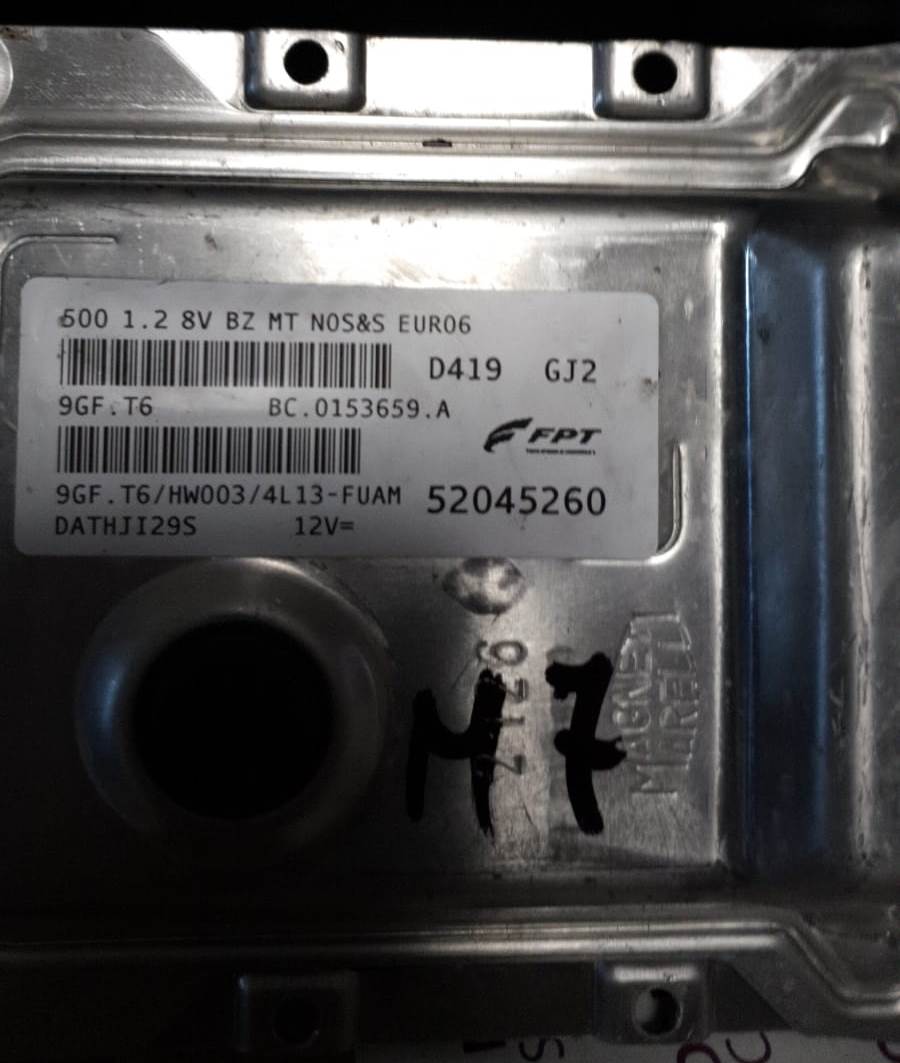 500 1.2 8V BZ MT NOS&S EURO6
D419 GJ2
9GF.T6 BC.0153659.A
FPT
9GF.T6/HW003/4L13-FUAM 52045260
DATHJI29S 12V=
MAGNETI
MARELLI